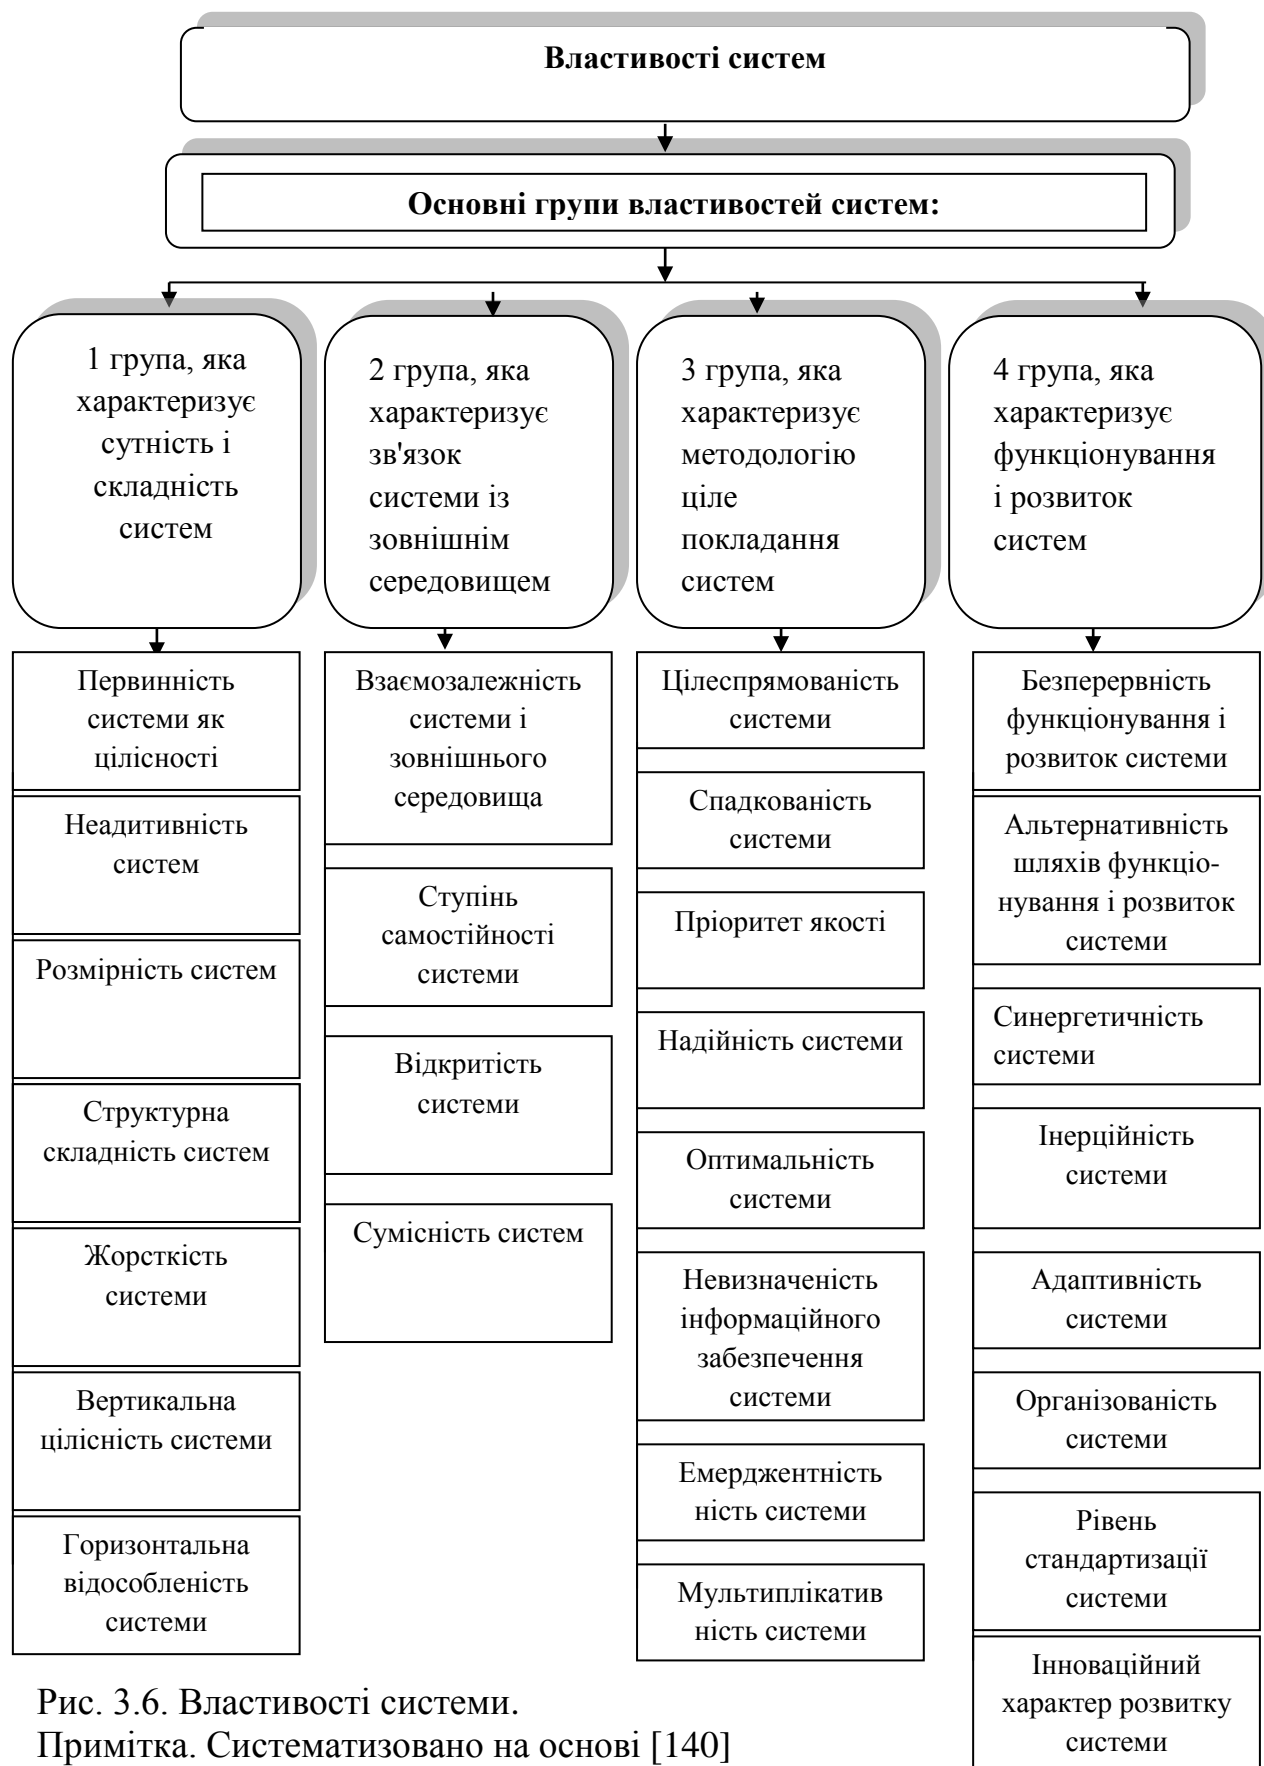 Властивості систем
Основні групи властивостей систем:
1 група, яка
характеризує
сутність і
складність
систем
2 група, яка
характеризує
зв'язок
системи із
зовнішнім
середовищем
3 група, яка
характеризує
методологію
ціле
покладання
систем
4 група, яка
характеризує
функціонування
і розвиток
систем
Первинність
системи як
цілісності
Неадитивність
систем
Розмірність систем
Структурна
складність систем
Жорсткість
системи
Вертикальна
цілісність системи
Горизонтальна
відособленість
системи
Взаємозалежність
системи і
зовнішнього
середовища
Ступінь
самостійності
системи
Відкритість
системи
Сумісність систем
Цілеспрямованість
системи
Спадкованість
системи
Пріоритет якості
Надійність системи
Оптимальність
системи
Невизначеність
інформаційного
забезпечення
системи
Емерджентність
ність системи
Мультиплікатив
ність системи
Безперервність
функціонування і
розвиток системи
Альтернативність
шляхів функціо-
нування і розвиток
системи
Синергетичність
системи
Інерційність
системи
Адаптивність
системи
Організованість
системи
Рівень
стандартизації
системи
Інноваційний
характер розвитку
системи
Рис. 3.6. Властивості системи.
Примітка. Систематизовано на основі [140]